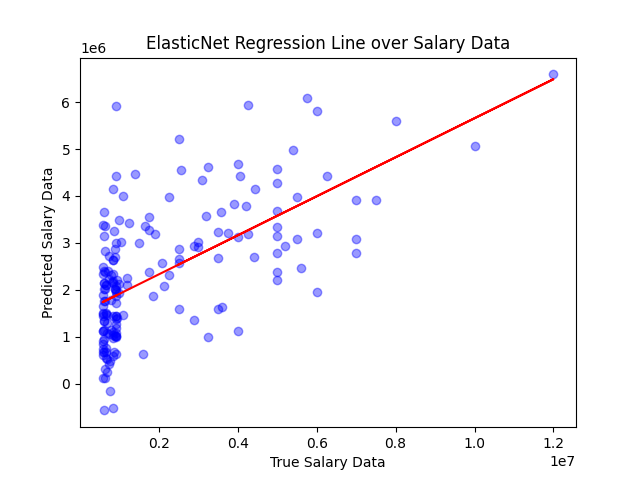 ElasticNet Regression Line over Salary Data
1e6
6
5
4
3
2
1
0
Predicted Salary Data
0.2 0.4 0.6 0.8 1.0 1.2
1e7
True Salary Data